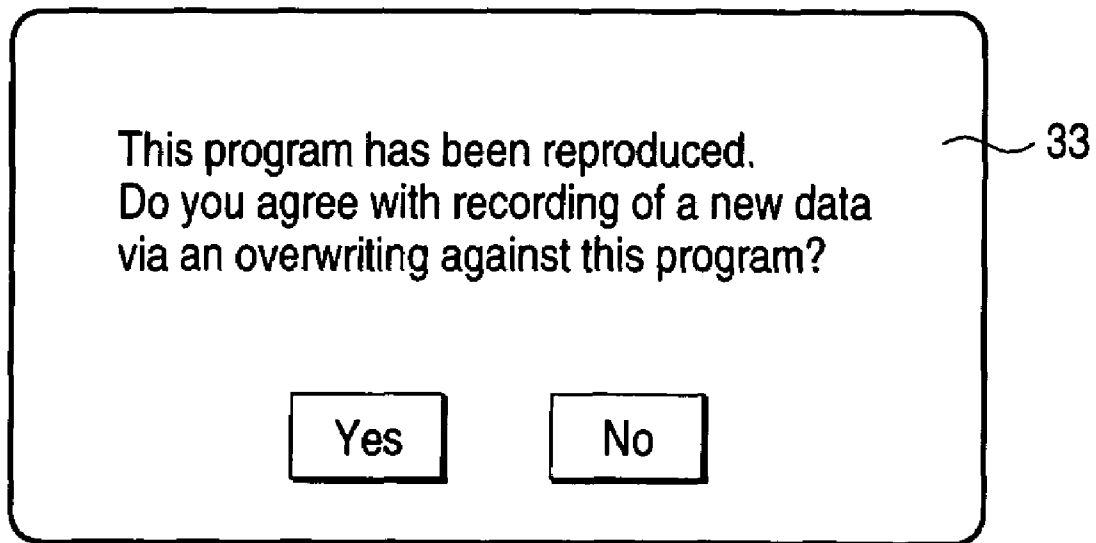 This program has been reproduced.
Do you agree with recording of a new data
via an overwriting against this program?
Yes No
33